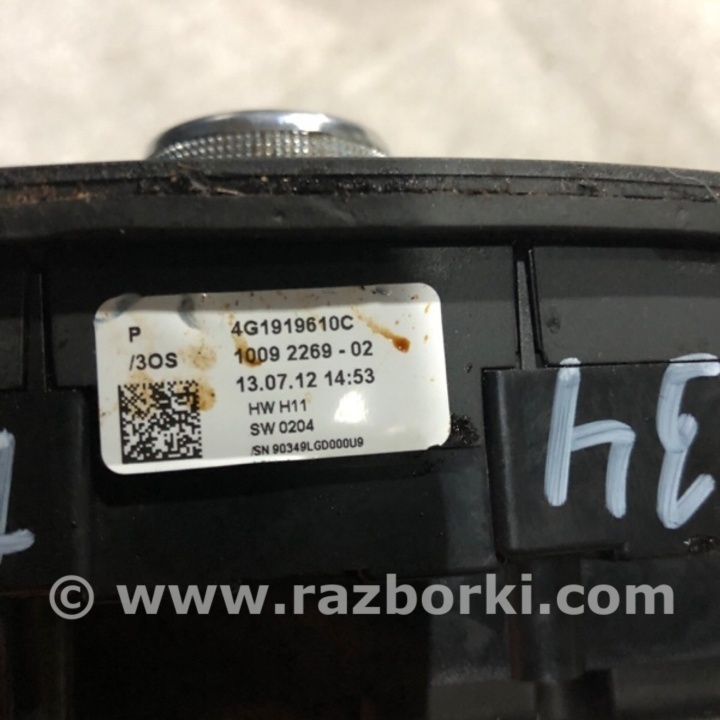 P 4G1919610C
/3OS 1009 2269 - 02
13.07.12 14:53
HW H11
SW 0204
/SN 90349LGD000U9
34
© www.razborki.com